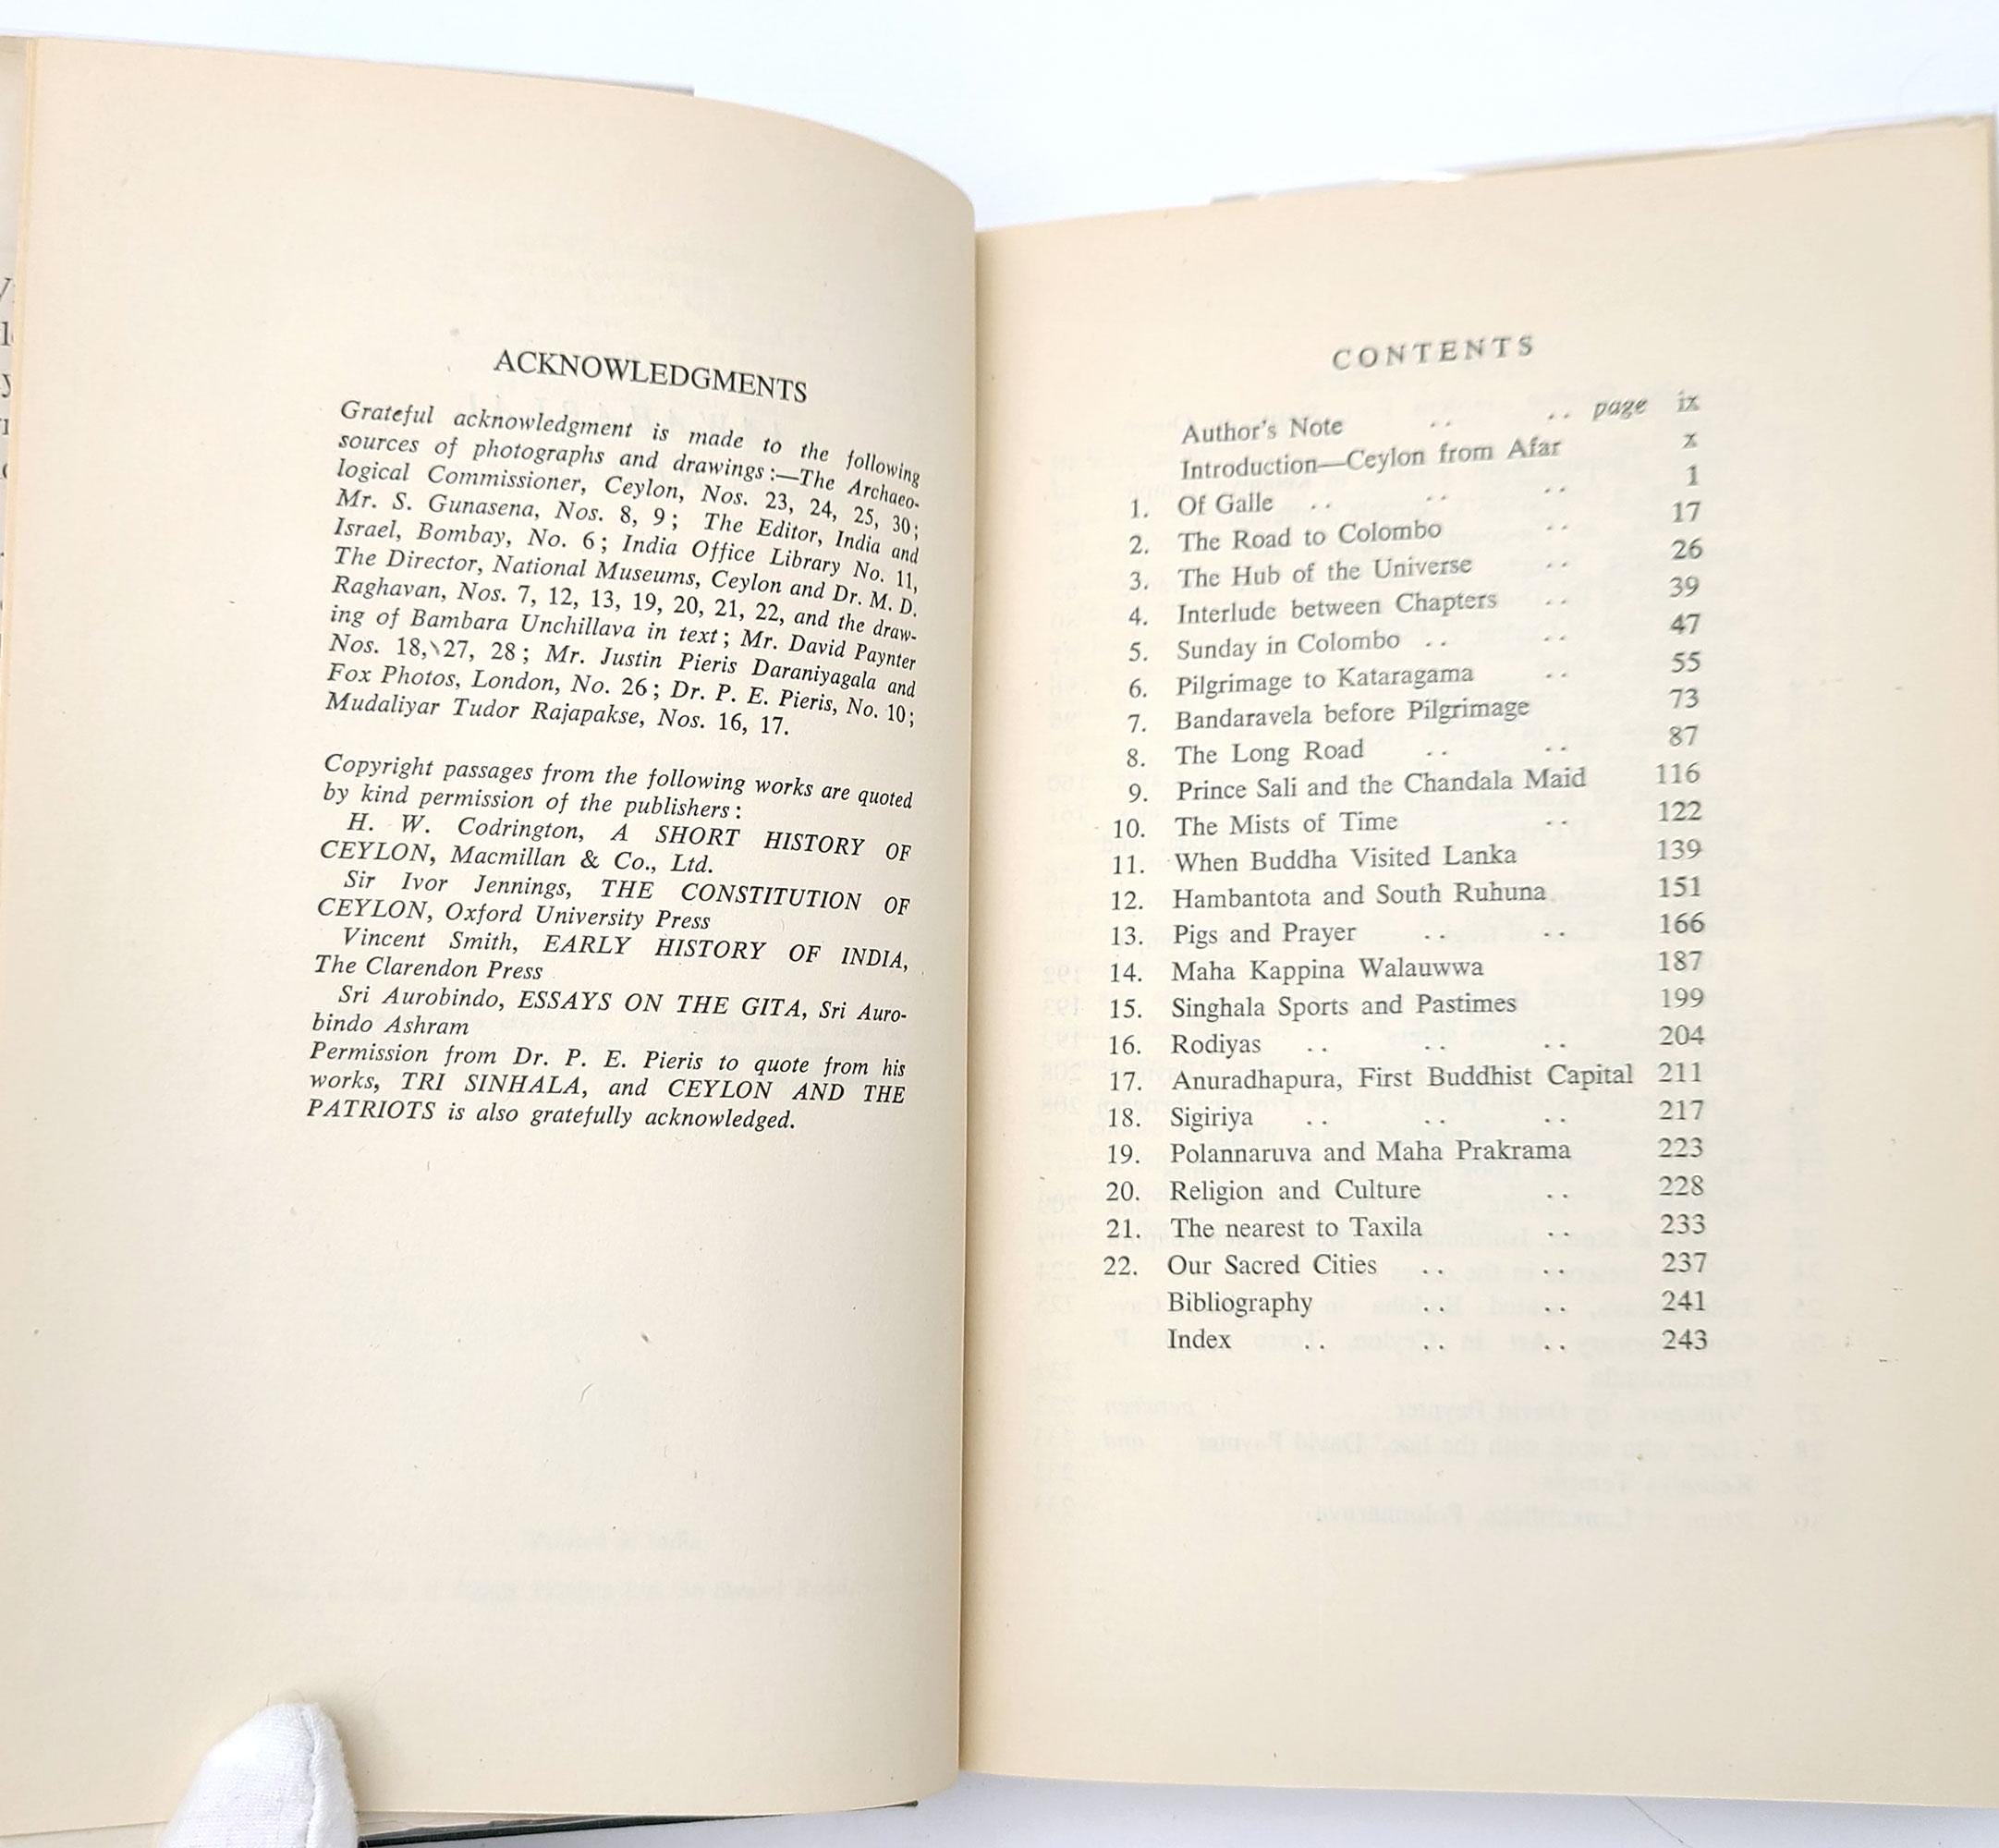 ACKNOWLEDGMENTS
Grateful acknowledgment is made to the following
sources of photographs and drawings:—The Archaeo-
logical Commissioner, Ceylon, Nos. 23, 24, 25, 30;
Mr. S. Gunasena, Nos. 8, 9; The Editor, India and
Israel, Bombay, No. 6; India Office Library No. 11,
The Director, National Museums, Ceylon and Dr. M. D.
Raghavan, Nos. 7, 12, 13, 19, 20, 21, 22, and the draw-
ing of Bambara Unchillava in text; Mr. David Paynter
Nos. 18, 27, 28; Mr. Justin Pieris Daraniyagala and
Fox Photos, London, No. 26; Dr. P. E. Pieris, No. 10;
Mudaliyar Tudor Rajapakse, Nos. 16, 17.
Copyright passages from the following works are quoted
by kind permission of the publishers:
H. W. Codrington, A SHORT HISTORY OF
CEYLON, Macmillan & Co., Ltd.
Sir Ivor Jennings, THE CONSTITUTION OF
CEYLON, Oxford University Press
Vincent Smith, EARLY HISTORY OF INDIA,
The Clarendon Press
Sri Aurobindo, ESSAYS ON THE GITA, Sri Auro-
bindo Ashram
Permission from Dr. P. E. Pieris to quote from his
works, TRI SINHALA, and CEYLON AND THE
PATRIOTS is also gratefully acknowledged.
CONTENTS
Author's Note .. .. page ix
Introduction—Ceylon from Afar x
1. Of Galle .. .. .. 1
2. The Road to Colombo .. 17
3. The Hub of the Universe .. 26
4. Interlude between Chapters .. 39
5. Sunday in Colombo .. .. 47
6. Pilgrimage to Kataragama .. 55
7. Bandaravela before Pilgrimage 73
8. The Long Road .. .. 87
9. Prince Sali and the Chandala Maid 116
10. The Mists of Time .. 122
11. When Buddha Visited Lanka 139
12. Hambantota and South Ruhuna 151
13. Pigs and Prayer .. .. 166
14. Maha Kappina Walauwwa 187
15. Singhala Sports and Pastimes 199
16. Rodiyas .. .. .. 204
17. Anuradhapura, First Buddhist Capital 211
18. Sigiriya .. .. .. 217
19. Polannaruva and Maha Prakrama 223
20. Religion and Culture .. 228
21. The nearest to Taxila .. 233
22. Our Sacred Cities .. .. 237
Bibliography .. .. 241
Index .. .. .. 243